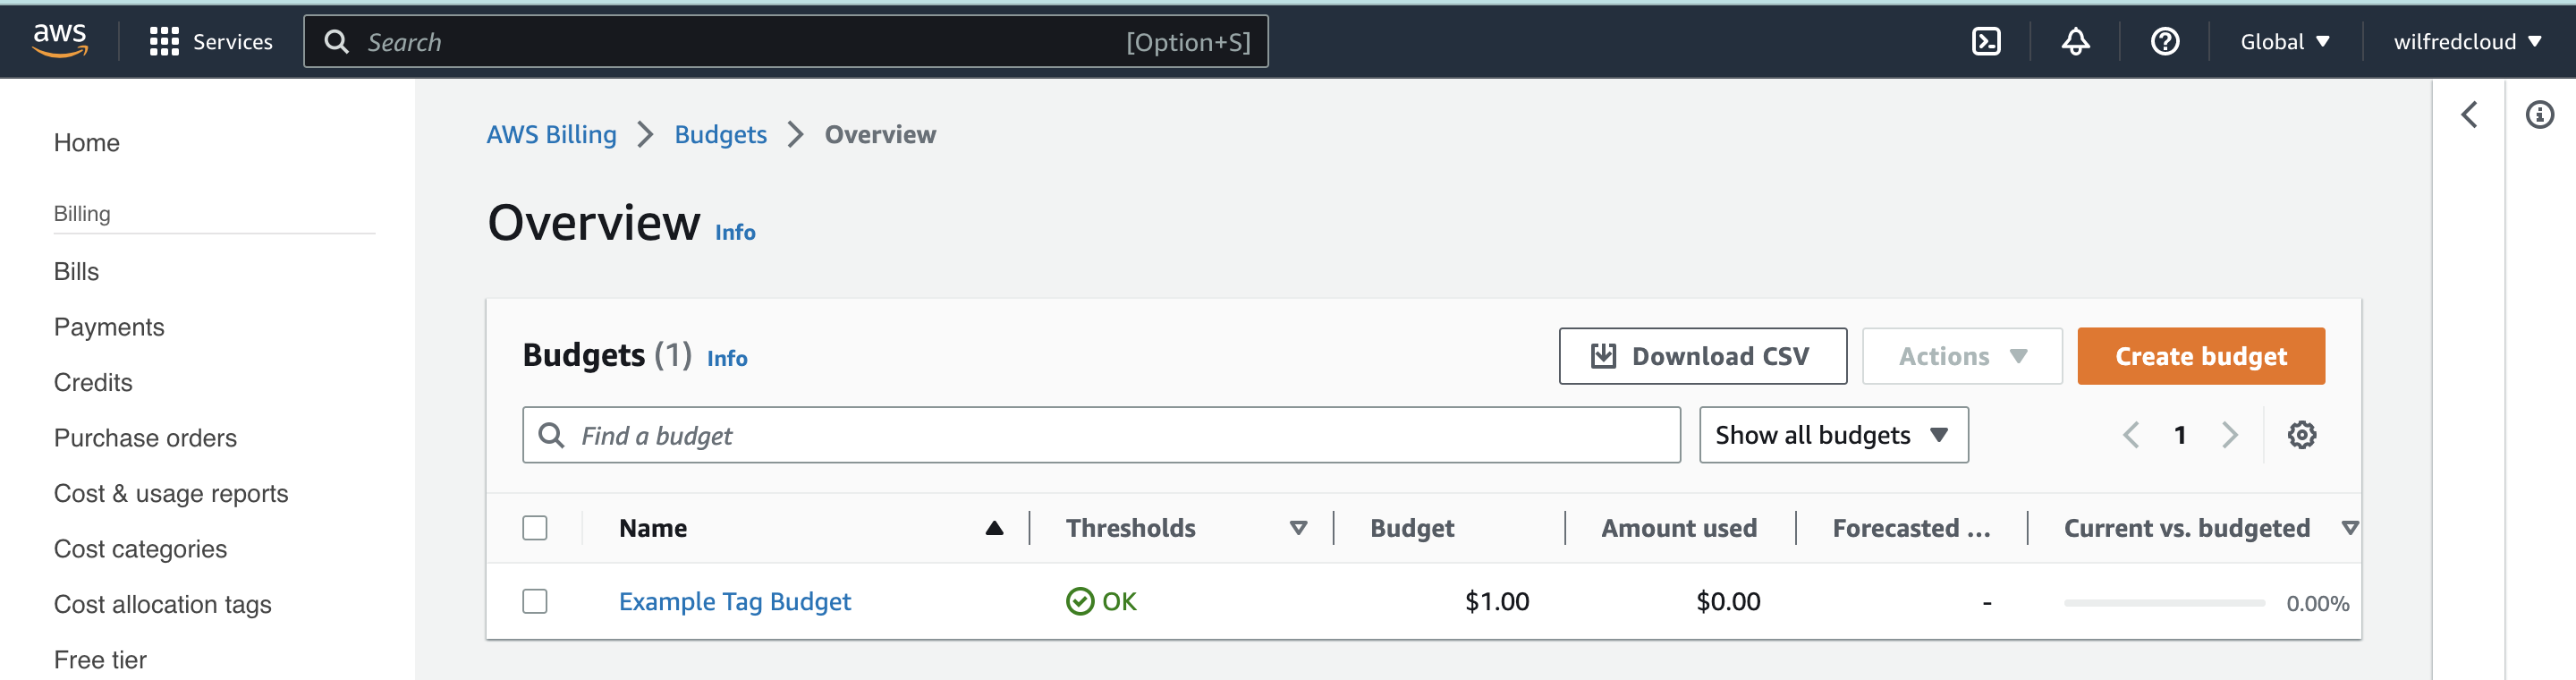 aws Services Search [Option+S] Global wilfredcloud
Home
Billing
Bills
Payments
Credits
Purchase orders
Cost & usage reports
Cost categories
Cost allocation tags
Free tier
AWS Billing Budgets Overview
Overview Info
Budgets (1) Info Download CSV Actions Create budget
Find a budget Show all budgets 1
Name Thresholds Budget Amount used Forecasted ... Current vs. budgeted
Example Tag Budget OK $1.00 $0.00 - 0.00%